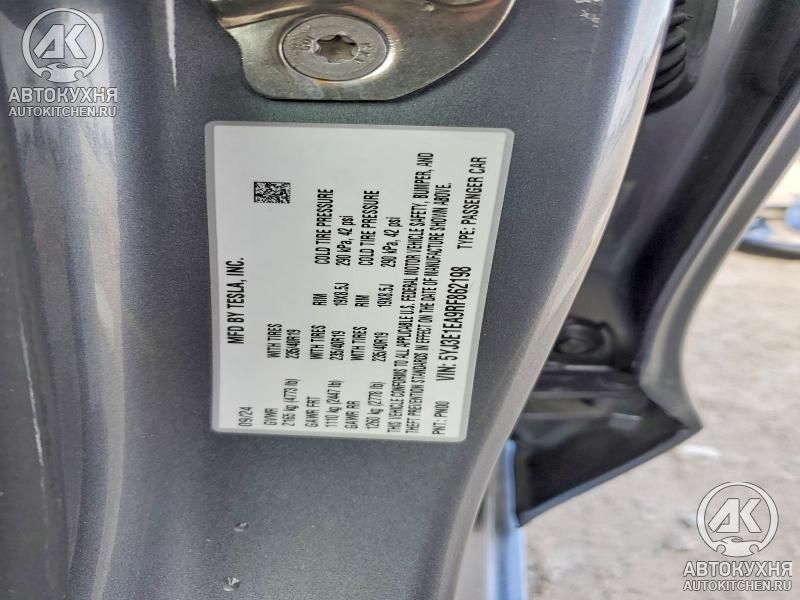 АВТОКУХНЯ
AUTOKITCHEN.RU
MFD BY TESLA, INC.
09/24
GVWR WITH TIRES RIM COLD TIRE PRESSURE
2165 kg (4773 lb) 235/40R19 19X8.5J 290 kPa, 42 psi
GAWR FRT WITH TIRES RIM COLD TIRE PRESSURE
1110 kg (2447 lb) 235/40R19 19X8.5J 290 kPa, 42 psi
GAWR RR
1260 kg (2778 lb) 235/40R19
THIS VEHICLE CONFORMS TO ALL APPLICABLE U.S. FEDERAL MOTOR VEHICLE SAFETY, BUMPER, AND
THEFT PREVENTION STANDARDS IN EFFECT ON THE DATE OF MANUFACTURE SHOWN ABOVE.
PNT: PN00 VIN: 5YJ3E1EA9RF862198 TYPE: PASSENGER CAR
АВТОКУХНЯ
AUTOKITCHEN.RU